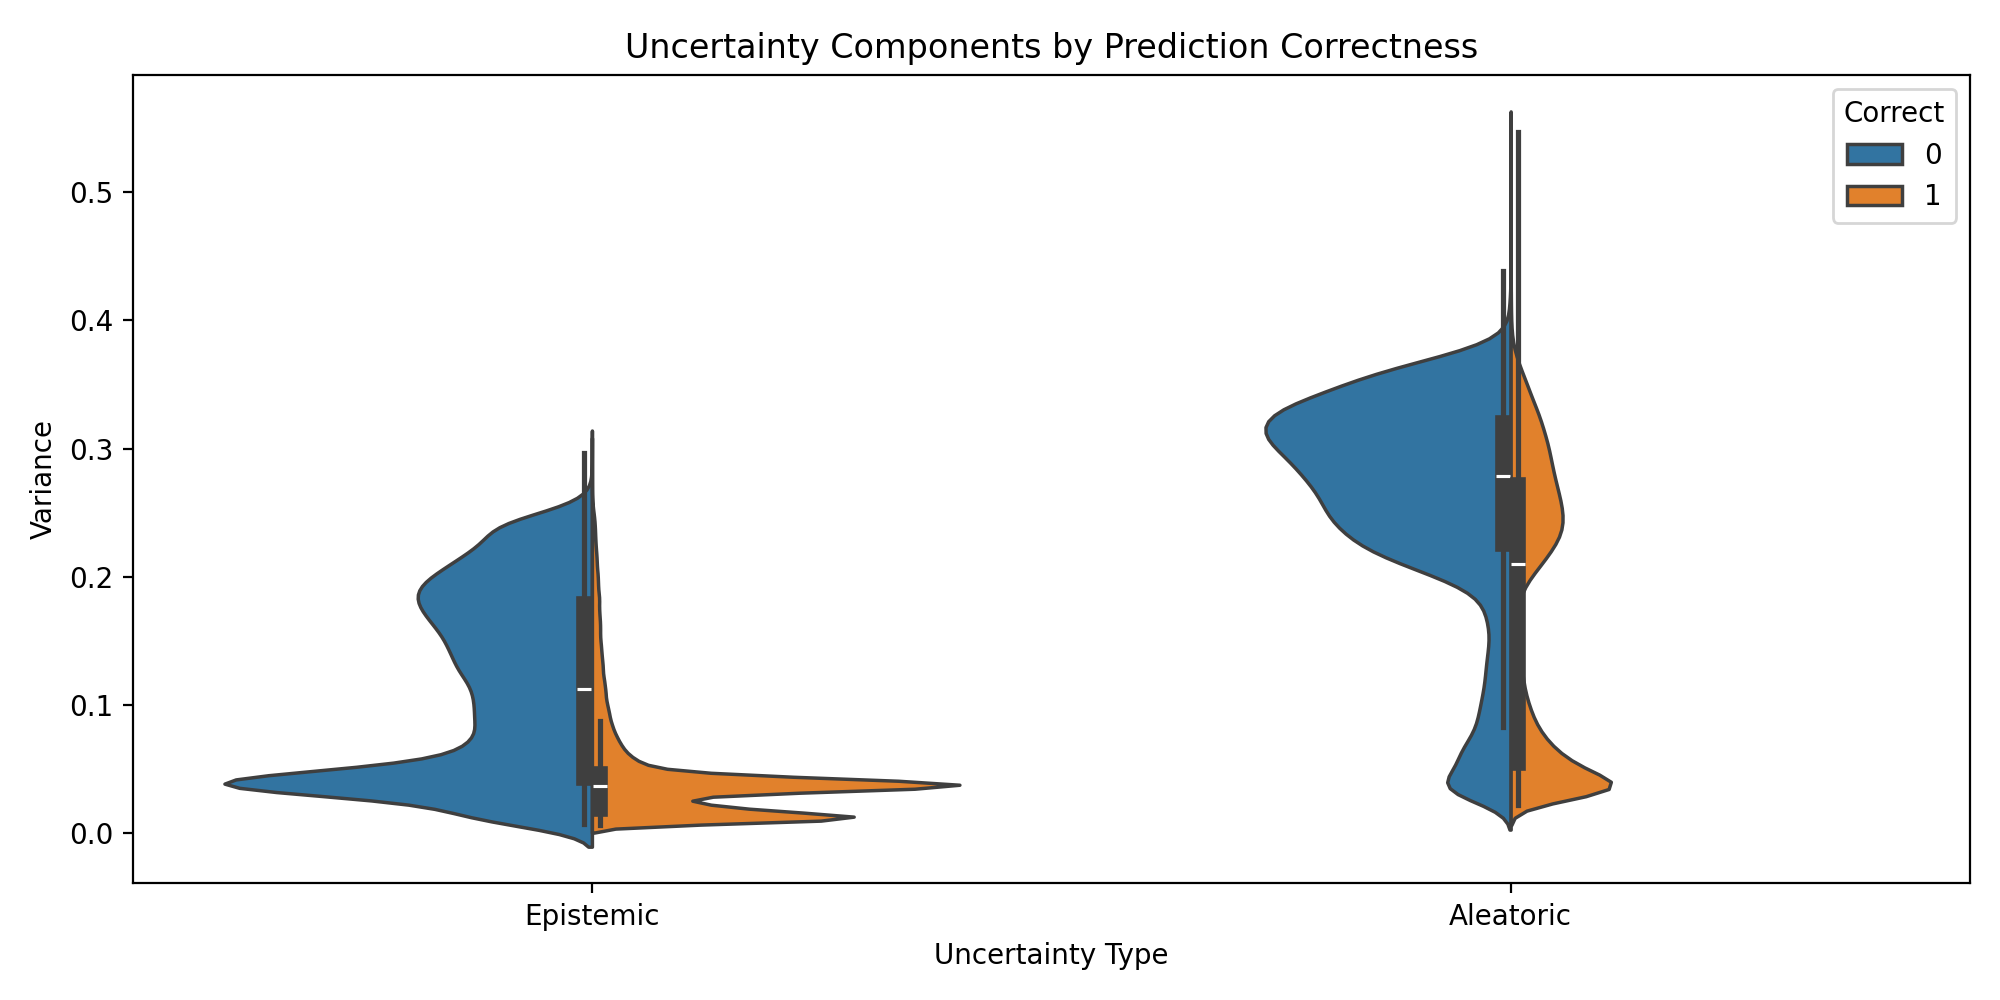 Uncertainty Components by Prediction Correctness
Correct
0
1
Variance
0.5
0.4
0.3
0.2
0.1
0.0
Epistemic
Aleatoric
Uncertainty Type